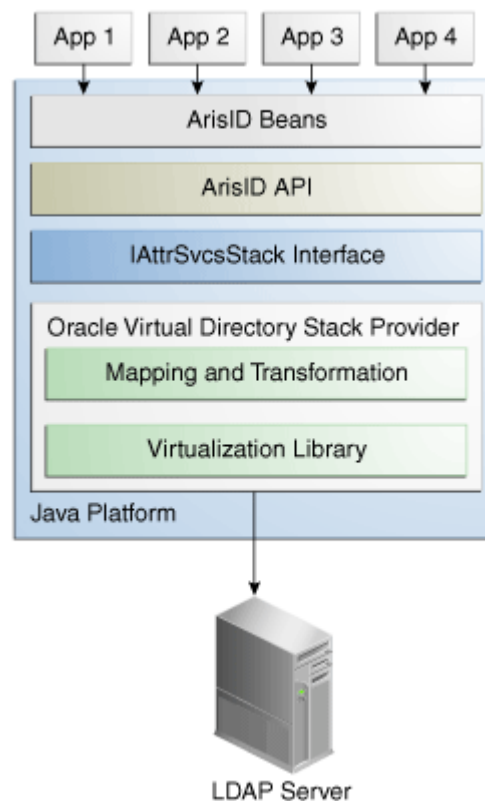 App 1
App 2
App 3
App 4
ArisID Beans
ArisID API
IAttrSvcsStack Interface
Oracle Virtual Directory Stack Provider
Mapping and Transformation
Virtualization Library
Java Platform
LDAP Server